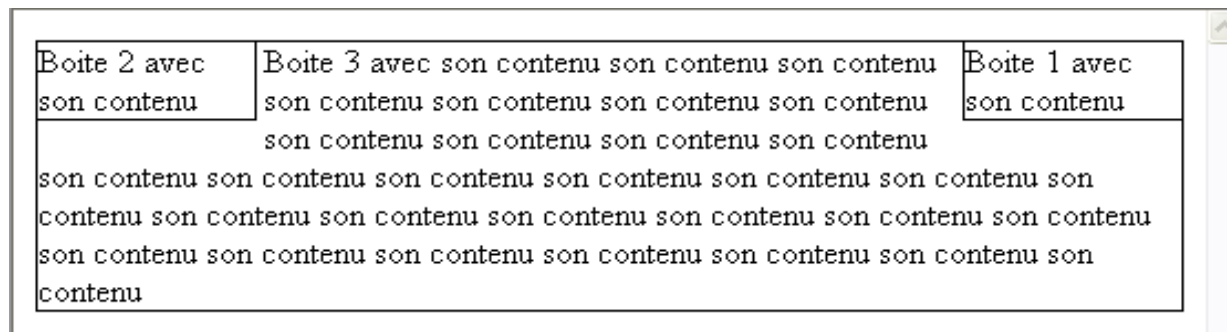 Boite 2 avec
son contenu
Boite 3 avec son contenu son contenu son contenu
son contenu son contenu son contenu son contenu
son contenu son contenu son contenu son contenu
son contenu son contenu son contenu son contenu son contenu son contenu son
contenu son contenu son contenu son contenu son contenu son contenu son contenu
son contenu son contenu son contenu son contenu son contenu son contenu son
contenu
Boite 1 avec
son contenu